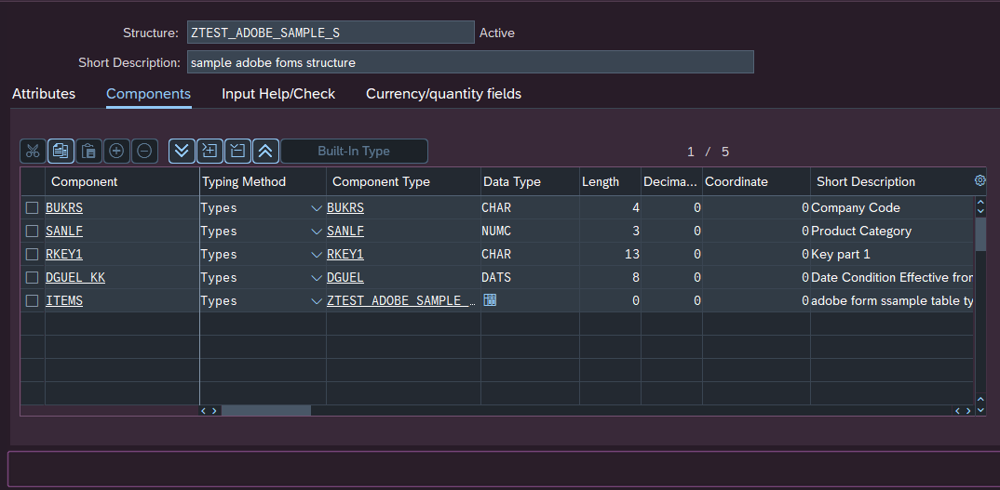 Structure: ZTEST_ADOBE_SAMPLE_S Active
Short Description: sample adobe foms structure
Attributes Components Input Help/Check Currency/quantity fields
Built-In Type 1 / 5
Component Typing Method Component Type Data Type Length Decima... Coordinate Short Description
BUKRS Types BUKRS CHAR 4 0 0 Company Code
SANLF Types SANLF NUMC 3 0 0 Product Category
RKEY1 Types RKEY1 CHAR 13 0 0 Key part 1
DGUEL_KK Types DGUEL DATS 8 0 0 Date Condition Effective fron
ITEMS Types ZTEST_ADOBE_SAMPLE_… 0 0 0 adobe form ssample table ty